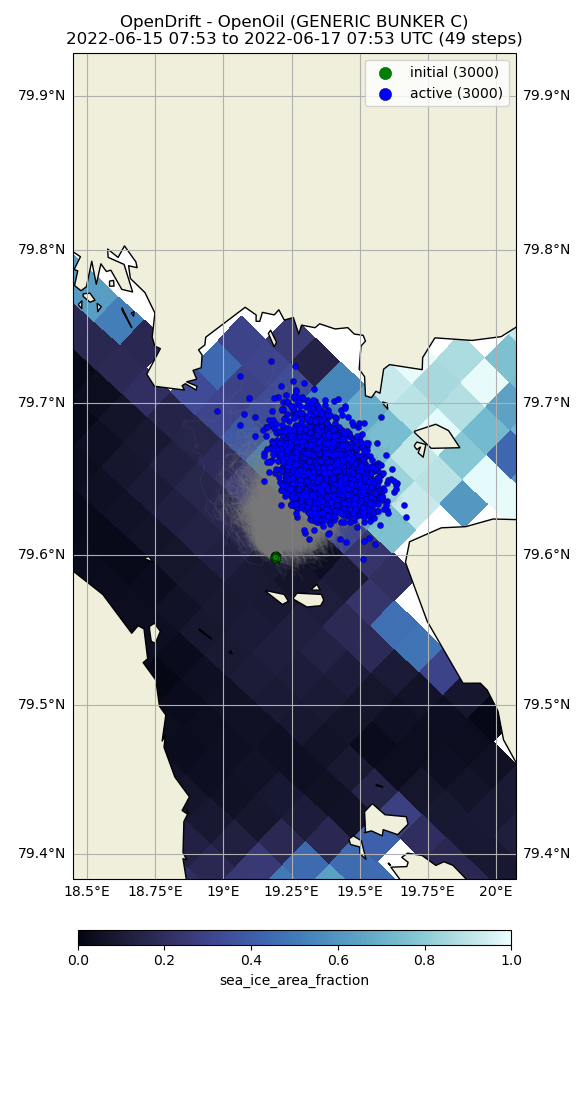 OpenDrift - OpenOil (GENERIC BUNKER C)
2022-06-15 07:53 to 2022-06-17 07:53 UTC (49 steps)
initial (3000)
active (3000)
79.9°N 79.9°N
79.8°N 79.8°N
79.7°N 79.7°N
79.6°N 79.6°N
79.5°N 79.5°N
79.4°N 79.4°N
18.5°E 18.75°E 19°E 19.25°E 19.5°E 19.75°E 20°E
0.0 0.2 0.4 0.6 0.8 1.0
sea_ice_area_fraction